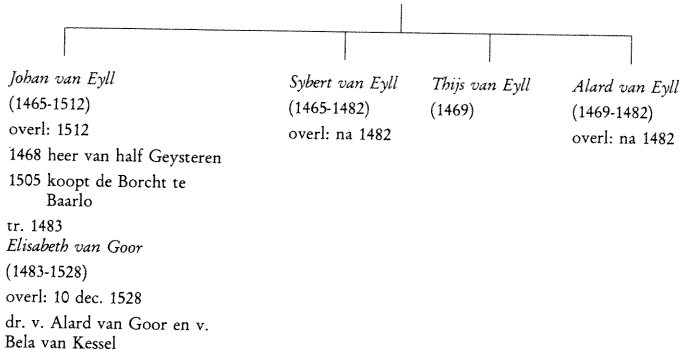 Johan van Eyll
(1465-1512)
overl: 1512
1468 heer van half Geysteren
1505 koopt de Borcht te
Baarlo
tr. 1483
Elisabeth van Goor
(1483-1528)
overl: 10 dec. 1528
dr. v. Alard van Goor en v.
Bela van Kessel
Sybert van Eyll
(1465-1482)
overl: na 1482
Thijs van Eyll
(1469)
Alard van Eyll
(1469-1482)
overl: na 1482